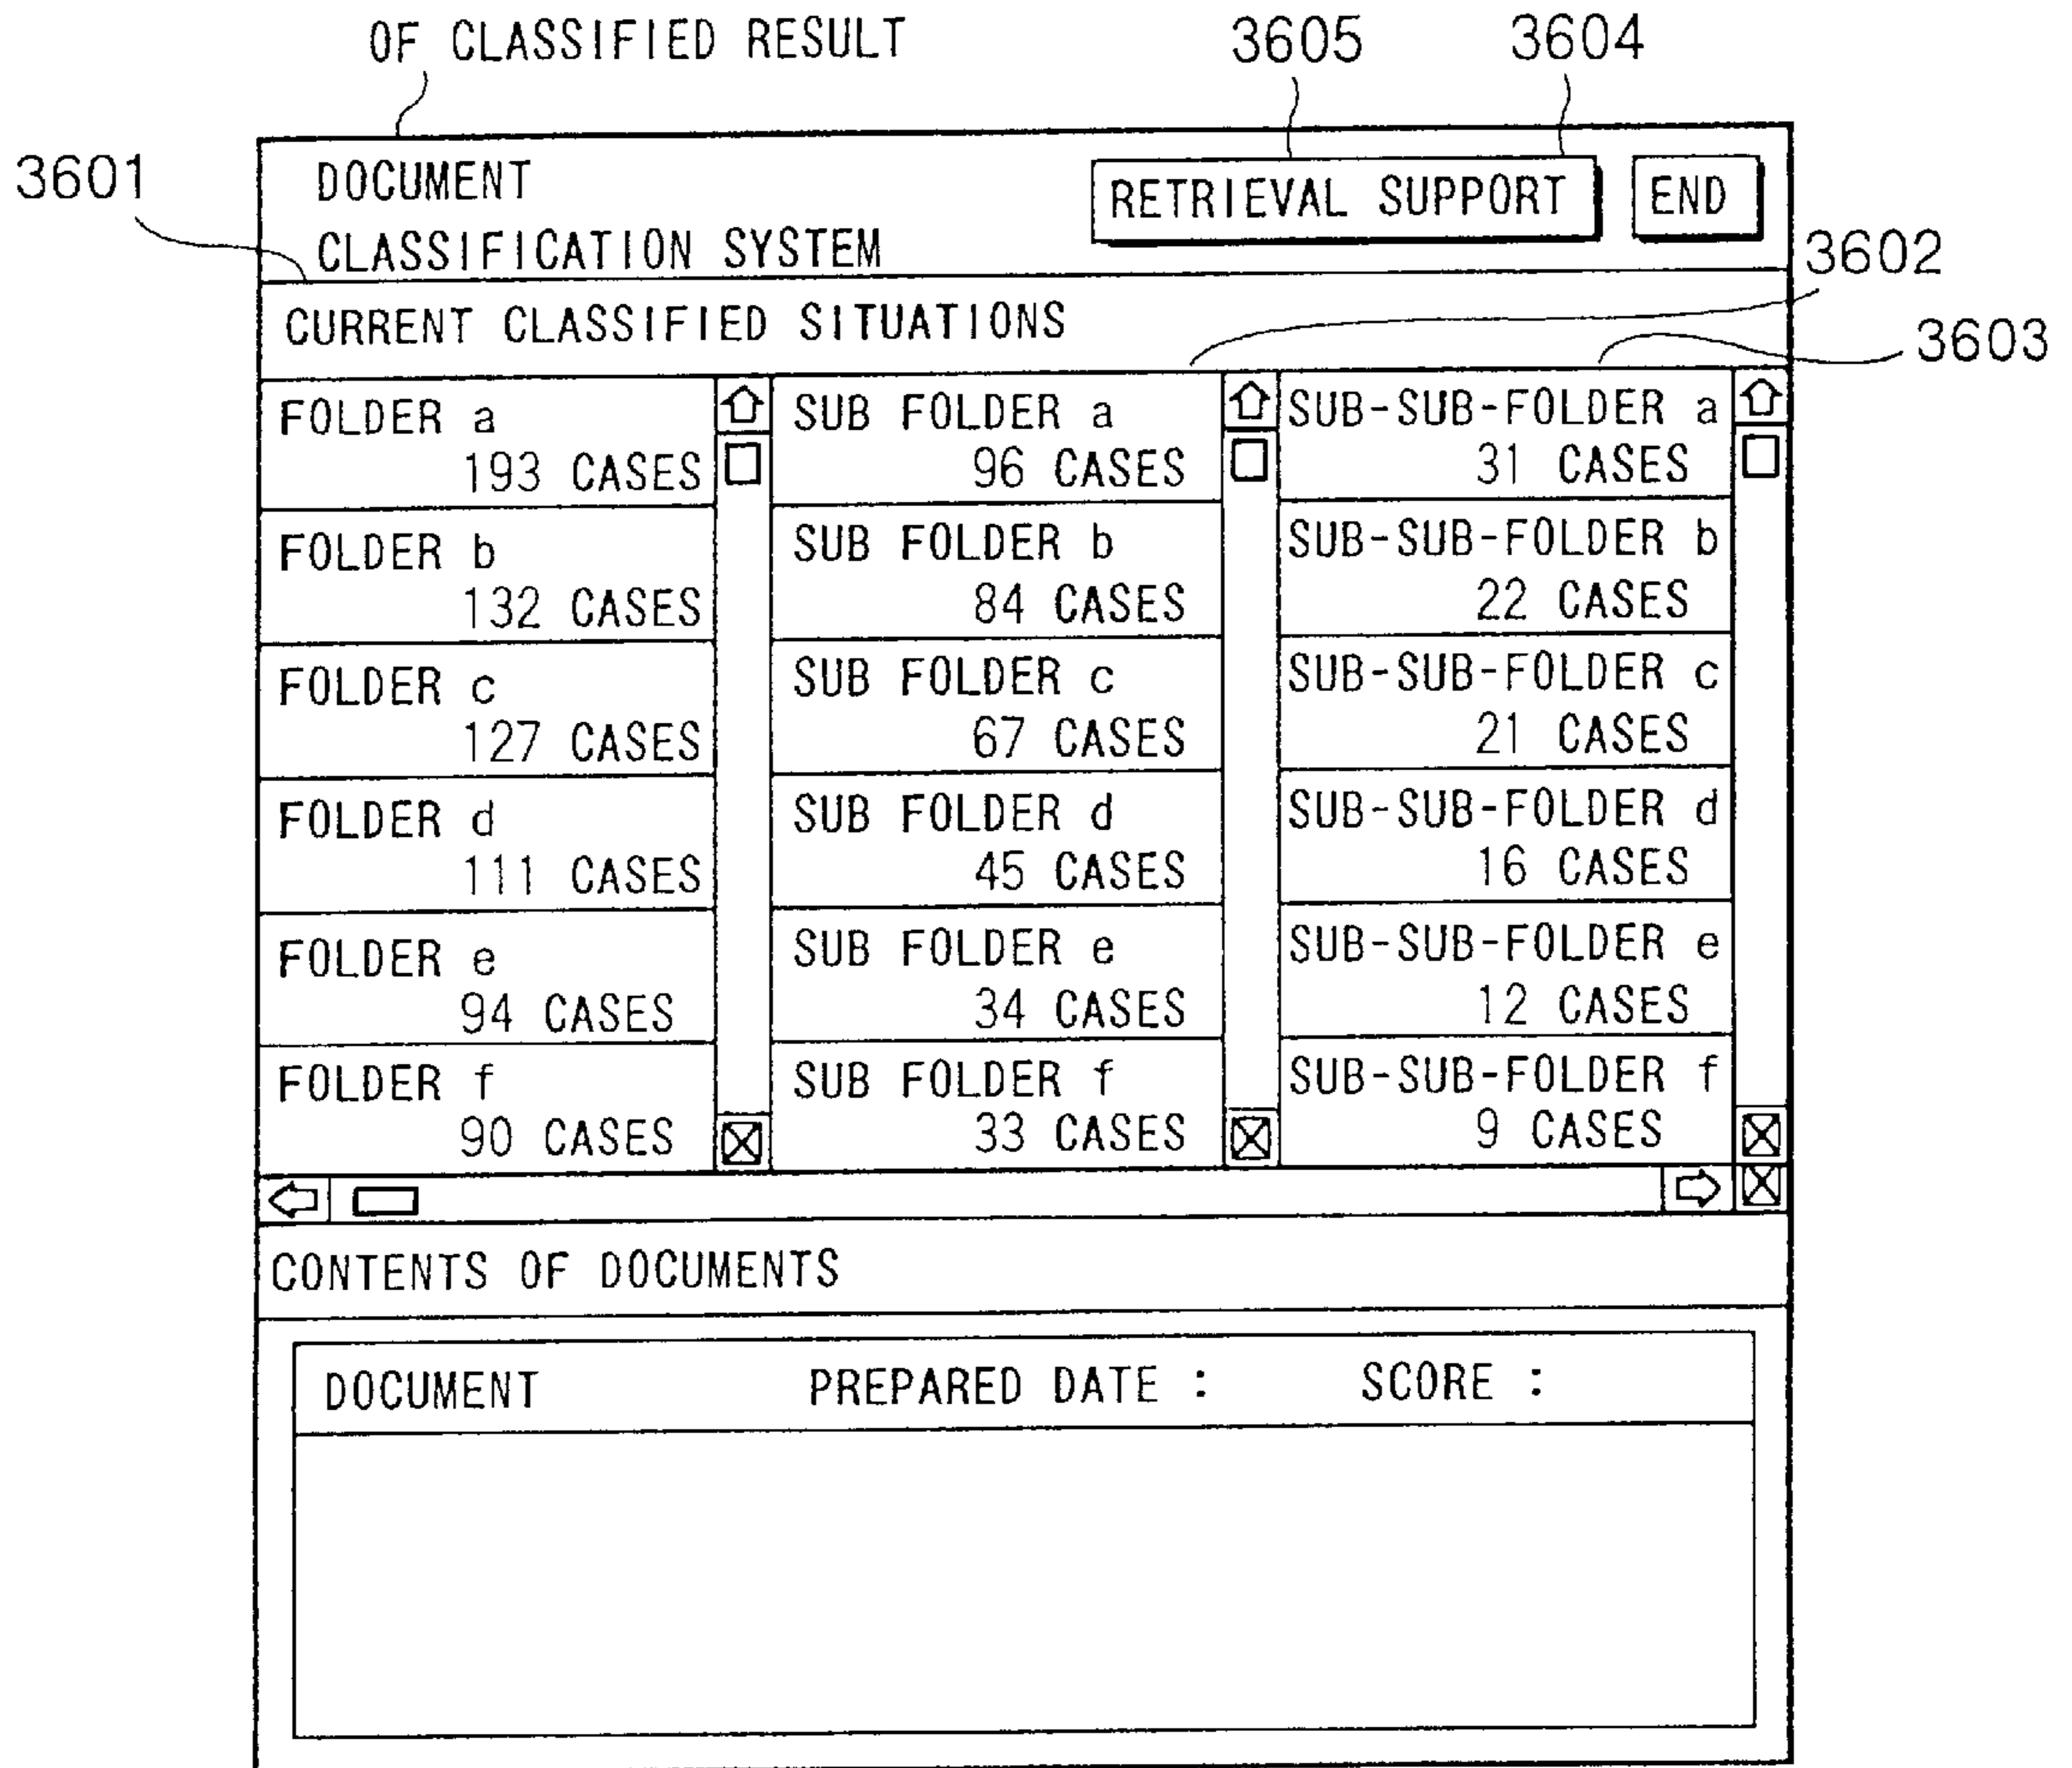 OF CLASSIFIED RESULT
3605
3604
3601
DOCUMENT
CLASSIFICATION SYSTEM
RETRIEVAL SUPPORT
END
3602
CURRENT CLASSIFIED SITUATIONS
3603
FOLDER a
193 CASES
SUB FOLDER a
96 CASES
SUB-SUB-FOLDER a
31 CASES
FOLDER b
132 CASES
SUB FOLDER b
84 CASES
SUB-SUB-FOLDER b
22 CASES
FOLDER c
127 CASES
SUB FOLDER c
67 CASES
SUB-SUB-FOLDER c
21 CASES
FOLDER d
111 CASES
SUB FOLDER d
45 CASES
SUB-SUB-FOLDER d
16 CASES
FOLDER e
94 CASES
SUB FOLDER e
34 CASES
SUB-SUB-FOLDER e
12 CASES
FOLDER f
90 CASES
SUB FOLDER f
33 CASES
SUB-SUB-FOLDER f
9 CASES
CONTENTS OF DOCUMENTS
DOCUMENT PREPARED DATE : SCORE :